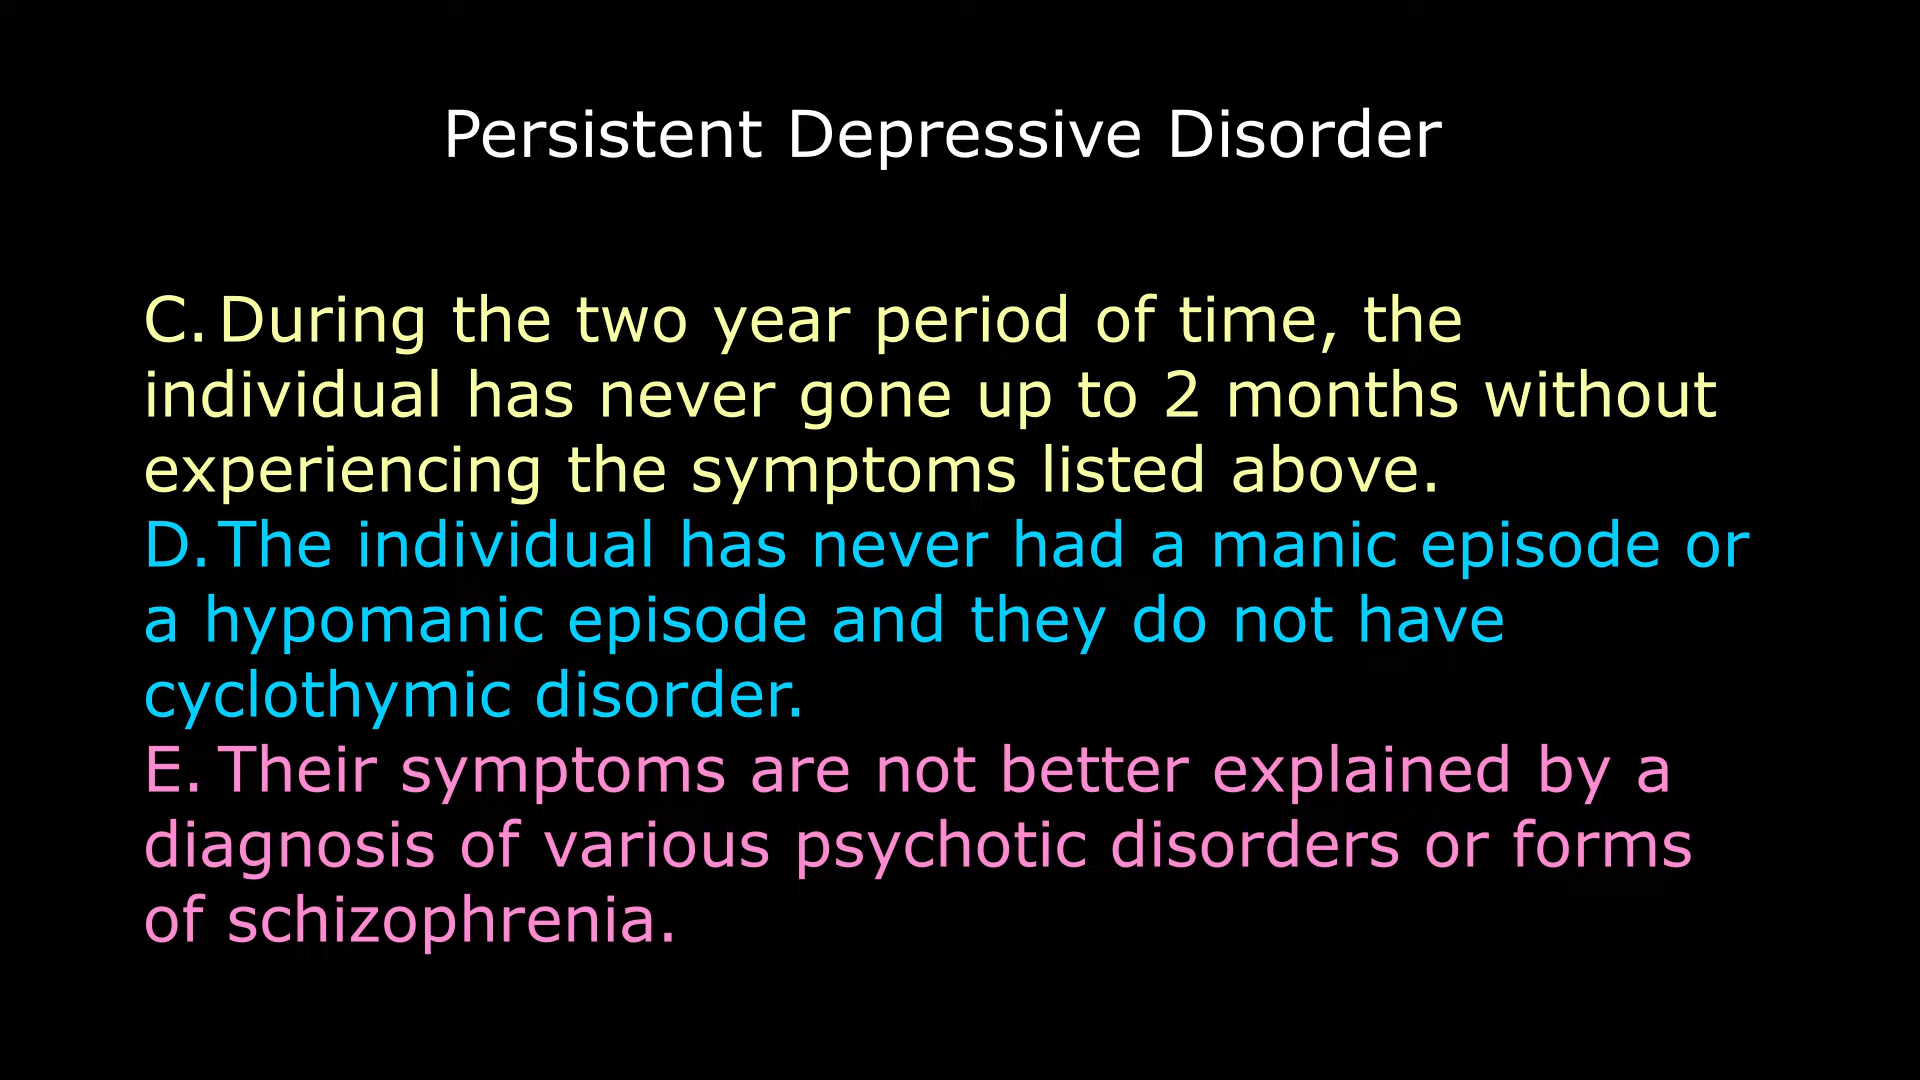 Persistent Depressive Disorder
C. During the two year period of time, the
individual has never gone up to 2 months without
experiencing the symptoms listed above.
D. The individual has never had a manic episode or
a hypomanic episode and they do not have
cyclothymic disorder.
E. Their symptoms are not better explained by a
diagnosis of various psychotic disorders or forms
of schizophrenia.